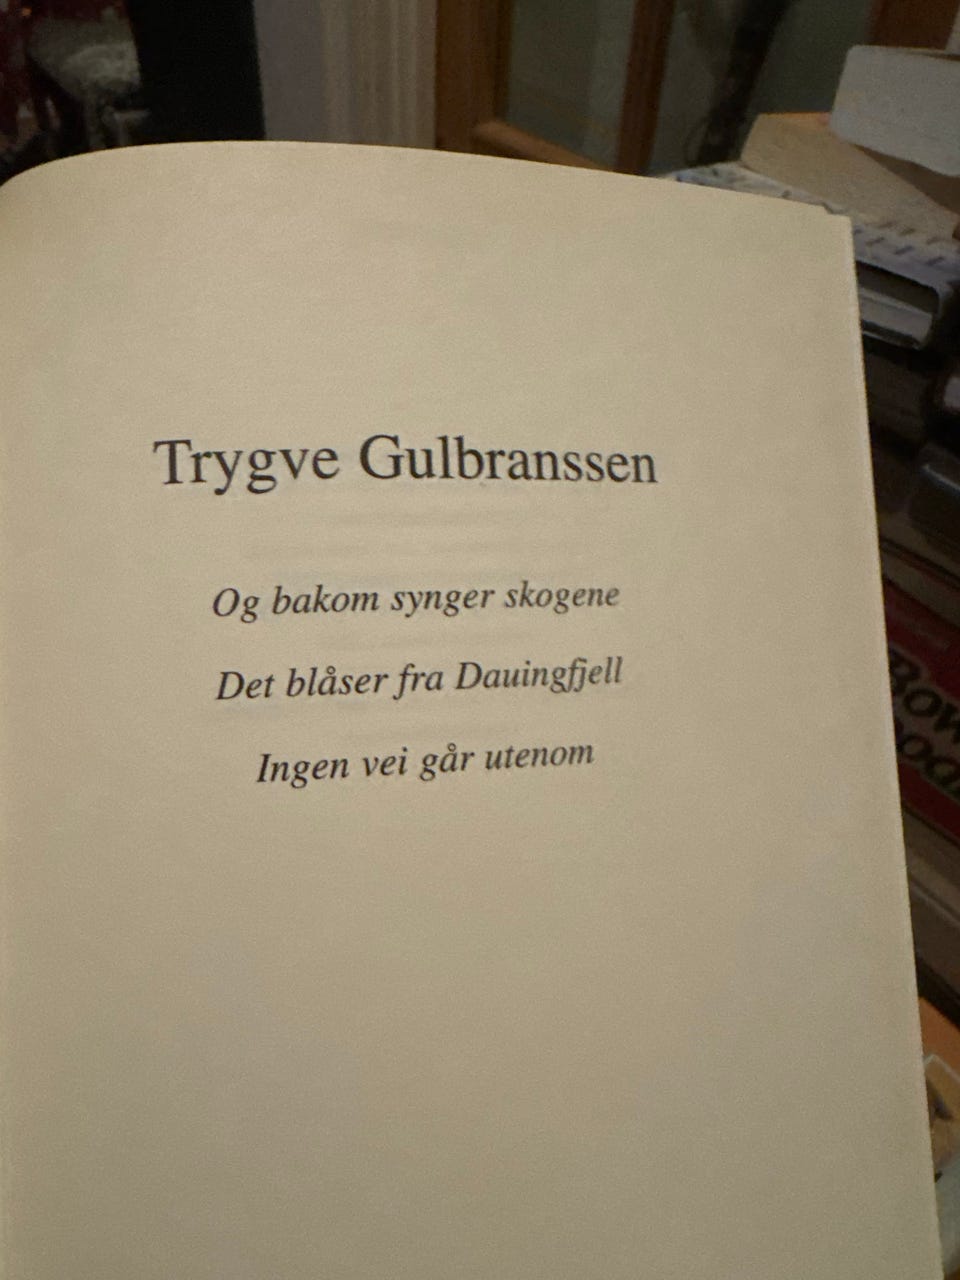 Trygve Gulbranssen
Og bakom synger skogene
Det blåser fra Dauingfjell
Ingen vei går utenom